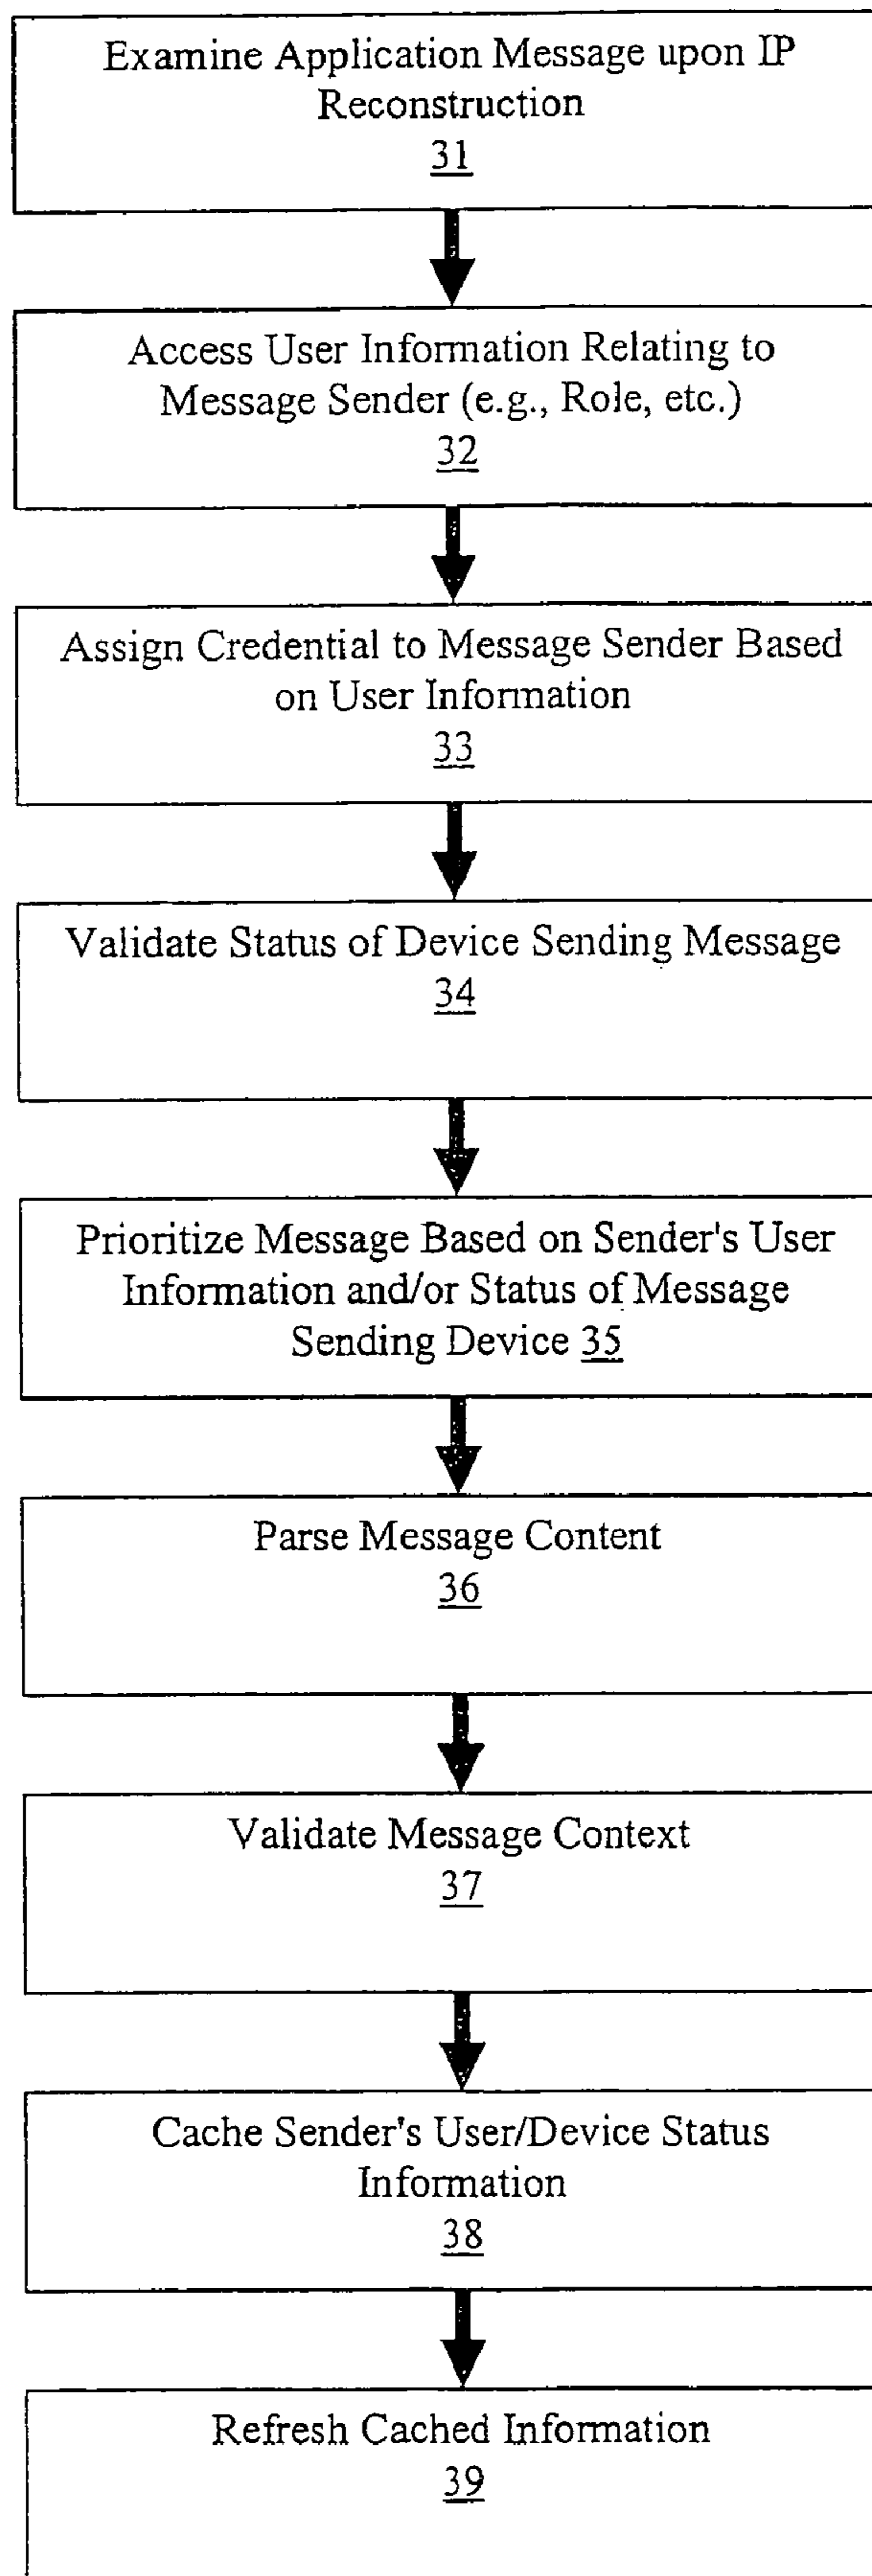 Examine Application Message upon IP
Reconstruction
31
Access User Information Relating to
Message Sender (e.g., Role, etc.)
32
Assign Credential to Message Sender Based
on User Information
33
Validate Status of Device Sending Message
34
Prioritize Message Based on Sender's User
Information and/or Status of Message
Sending Device 35
Parse Message Content
36
Validate Message Context
37
Cache Sender's User/Device Status
Information
38
Refresh Cached Information
39